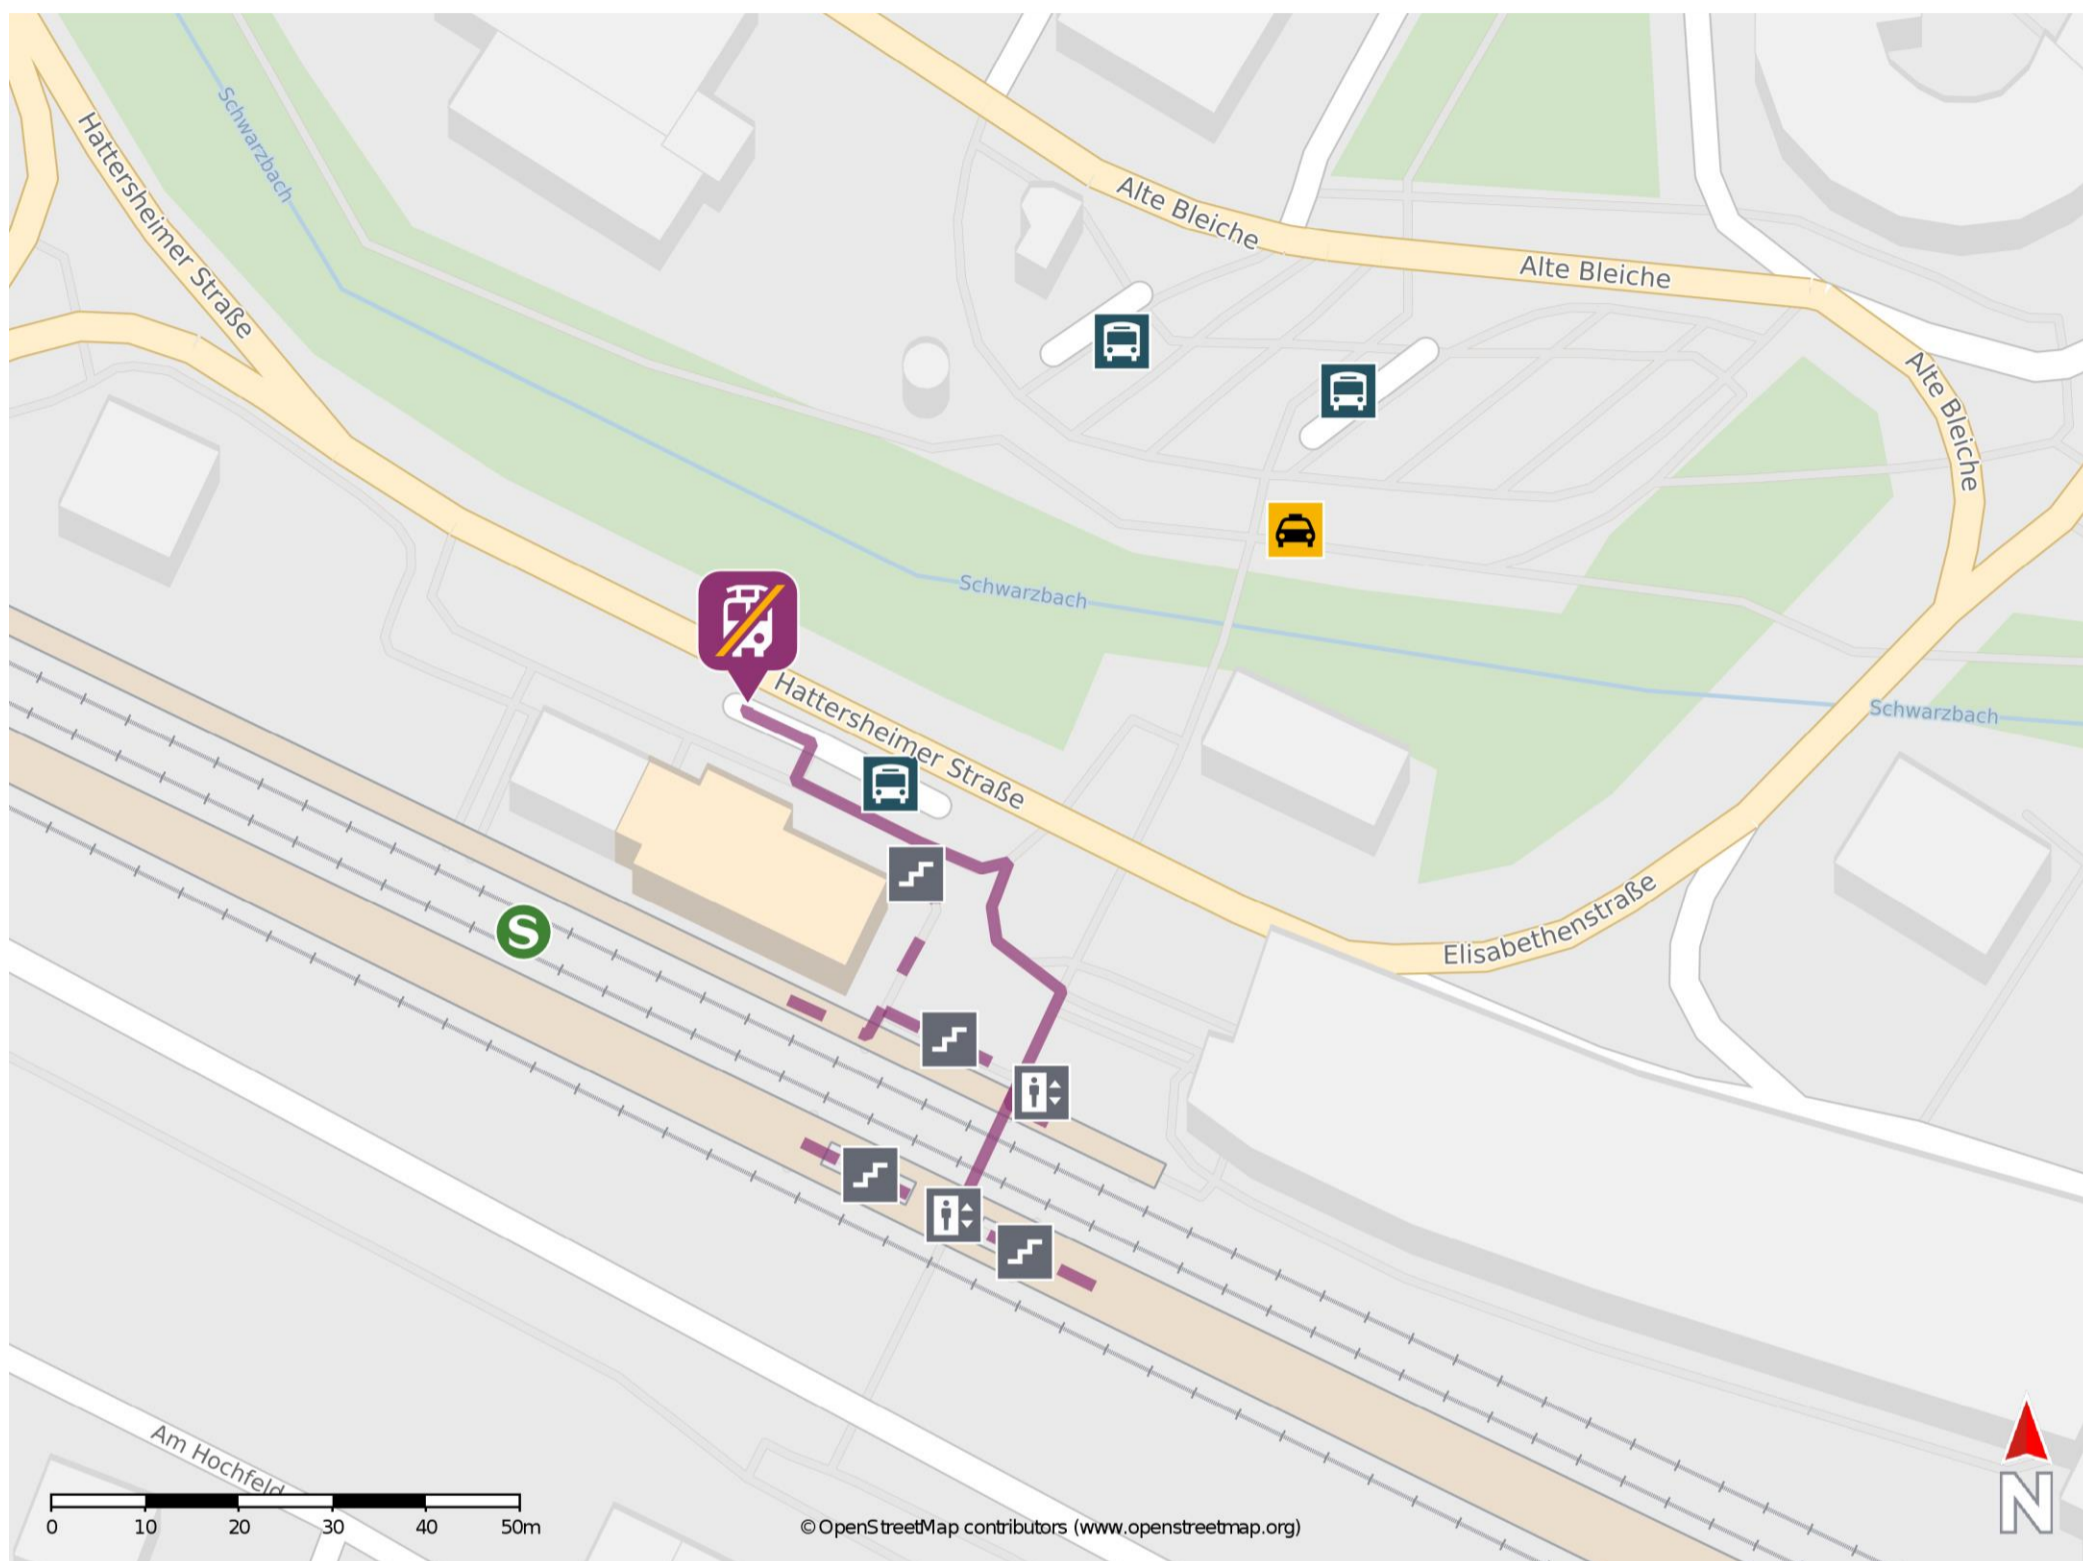 Schwarzbach
Hattersheimer Straße
Alte Bleiche
Alte Bleiche
Alte Bleiche
Schwarzbach
Hattersheimer Straße
Schwarzbach
S
Elisabethenstraße
Am Hochfeld
0 10 20 30 40 50m
©OpenStreetMap contributors (www.openstreetmap.org)
N